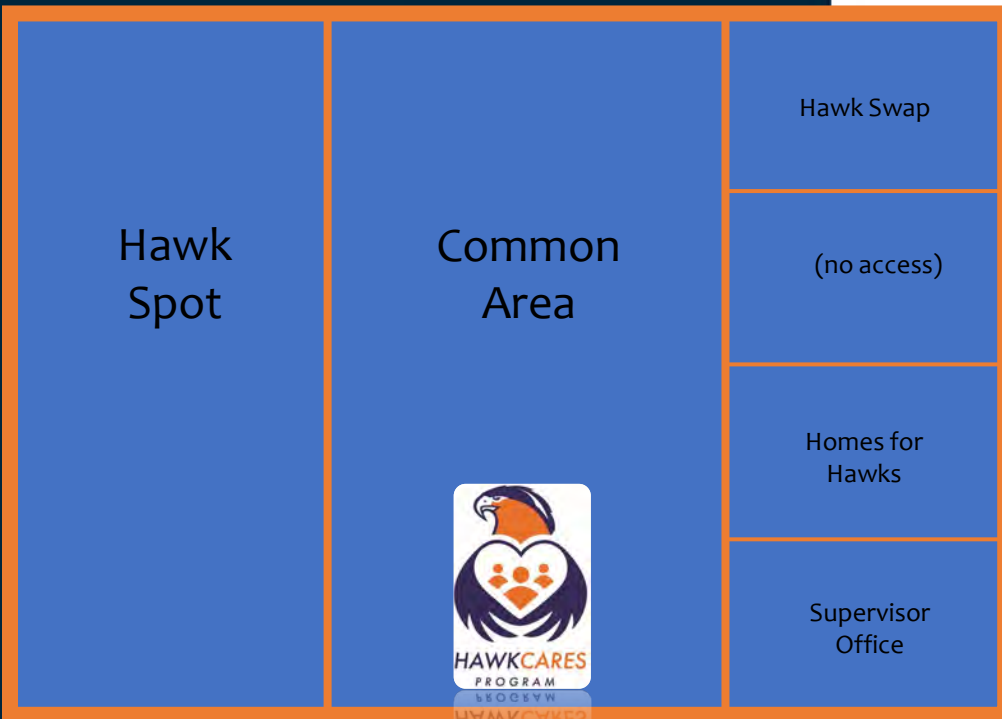 Hawk
Spot
Common
Area
HAWKCARES
PROGRAM
Hawk Swap
(no access)
Homes for
Hawks
Supervisor
Office